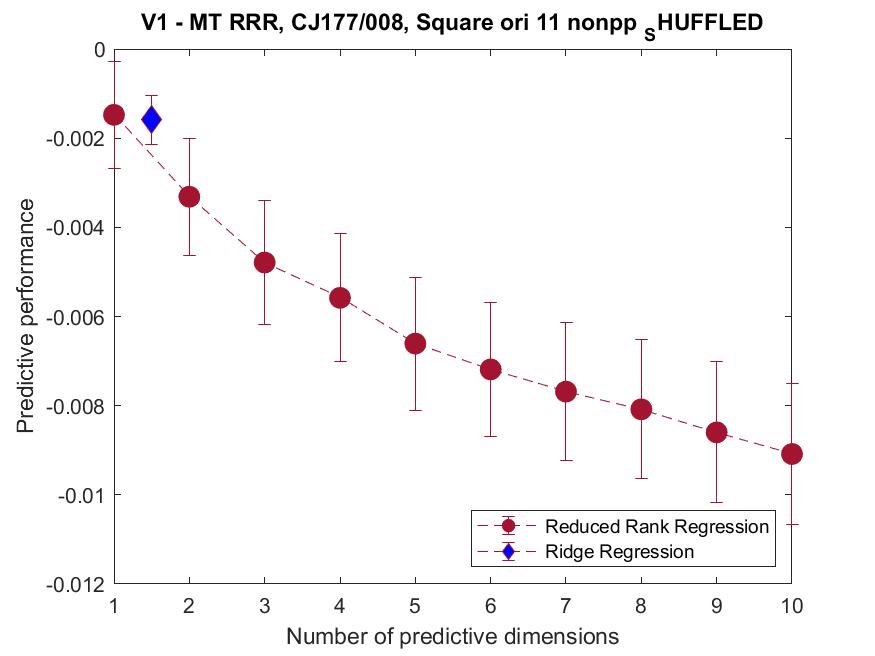 V1 - MT RRR, CJ177/008, Square ori 11 nonpp SHUFFLED
0
-0.002
-0.004
-0.006
-0.008
-0.01
-0.012
Predictive performance
1 2 3 4 5 6 7 8 9 10
Number of predictive dimensions
Reduced Rank Regression
Ridge Regression